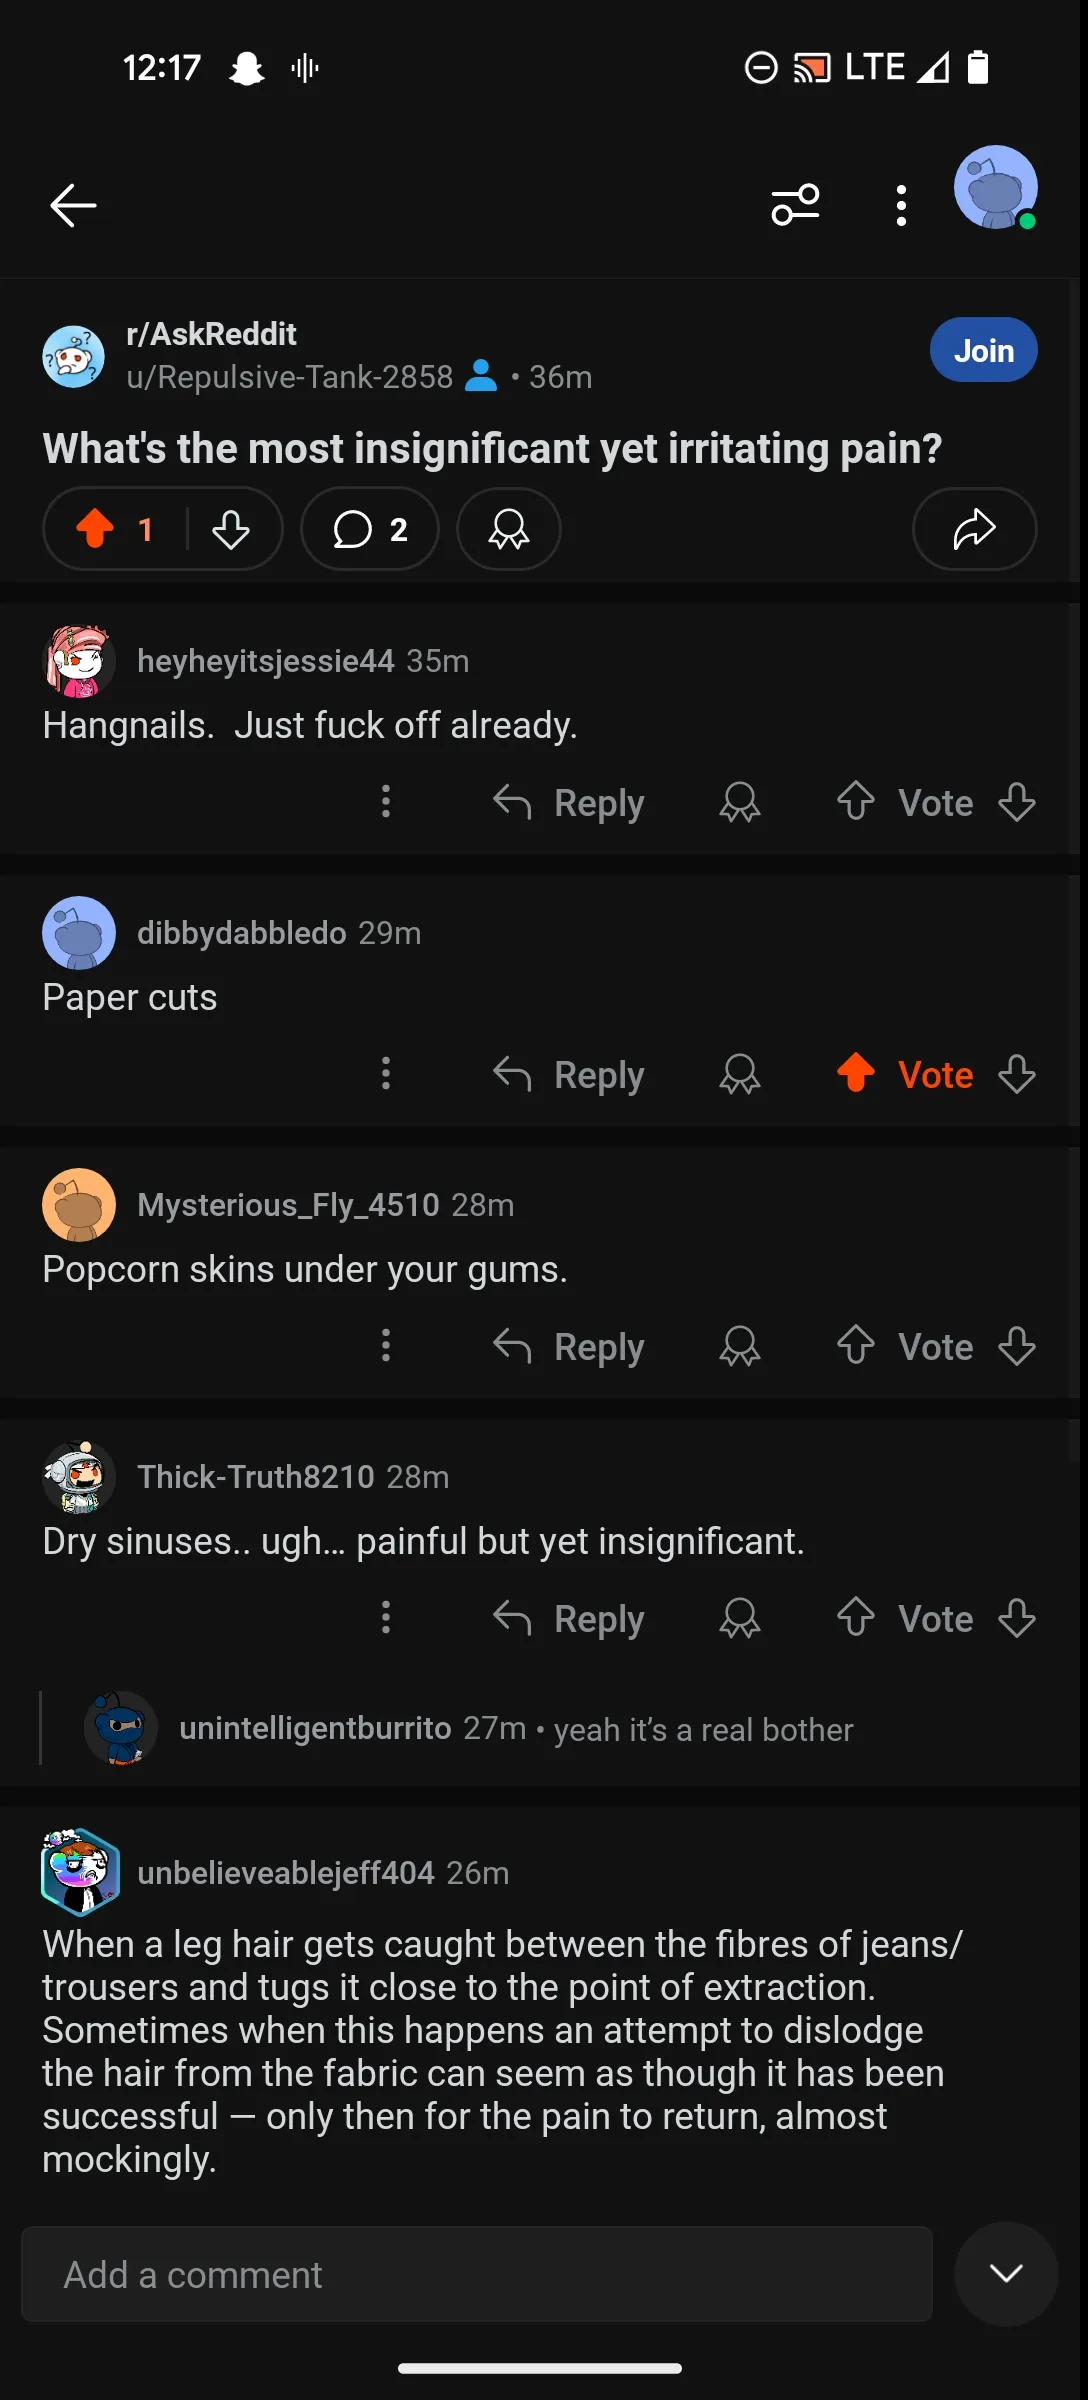 12:17 LTE
r/AskReddit
u/Repulsive-Tank-2858 • 36m
Join
What's the most insignificant yet irritating pain?
1 2
heyheyitsjessie44 35m
Hangnails.  Just fuck off already.
Reply Vote
dibbydabbledo 29m
Paper cuts
Reply Vote
Mysterious_Fly_4510 28m
Popcorn skins under your gums.
Reply Vote
Thick-Truth8210 28m
Dry sinuses.. ugh… painful but yet insignificant.
Reply Vote
unintelligentburrito 27m • yeah it’s a real bother
unbelieveablejeff404 26m
When a leg hair gets caught between the fibres of jeans/
trousers and tugs it close to the point of extraction.
Sometimes when this happens an attempt to dislodge
the hair from the fabric can seem as though it has been
successful — only then for the pain to return, almost
mockingly.
Add a comment